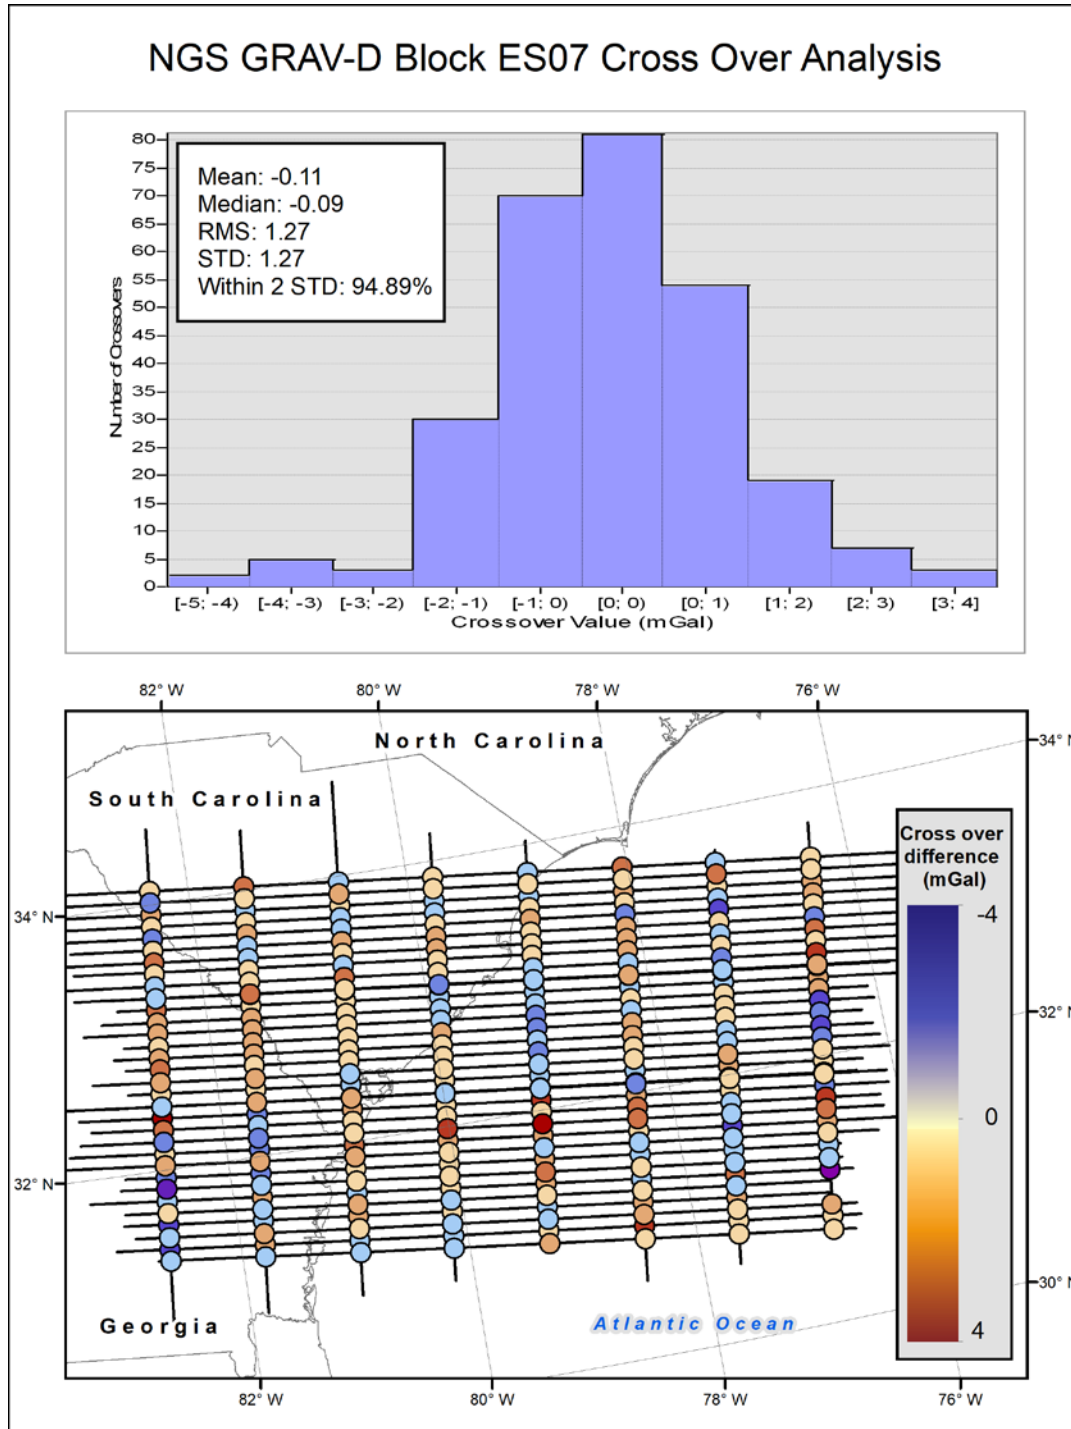 NGS GRAV-D Block ES07 Cross Over Analysis
Mean: -0.11
Median: -0.09
RMS: 1.27
STD: 1.27
Within 2 STD: 94.89%
Number of Crossovers
80
75
70
65
60
55
50
45
40
35
30
25
20
15
10
5
0
[-5; -4) [-4; -3) [-3; -2) [-2; -1) [-1; 0) [0; 0) [0; 1) [1; 2) [2; 3) [3; 4]
Crossover Value (mGal)
82° W 80° W 78° W 76° W
North Carolina
34° N
South Carolina
Cross over
difference
(mGal)
-4
34° N
32° N
0
32° N
30° N
Georgia
Atlantic Ocean
4
82° W 80° W 78° W 76° W